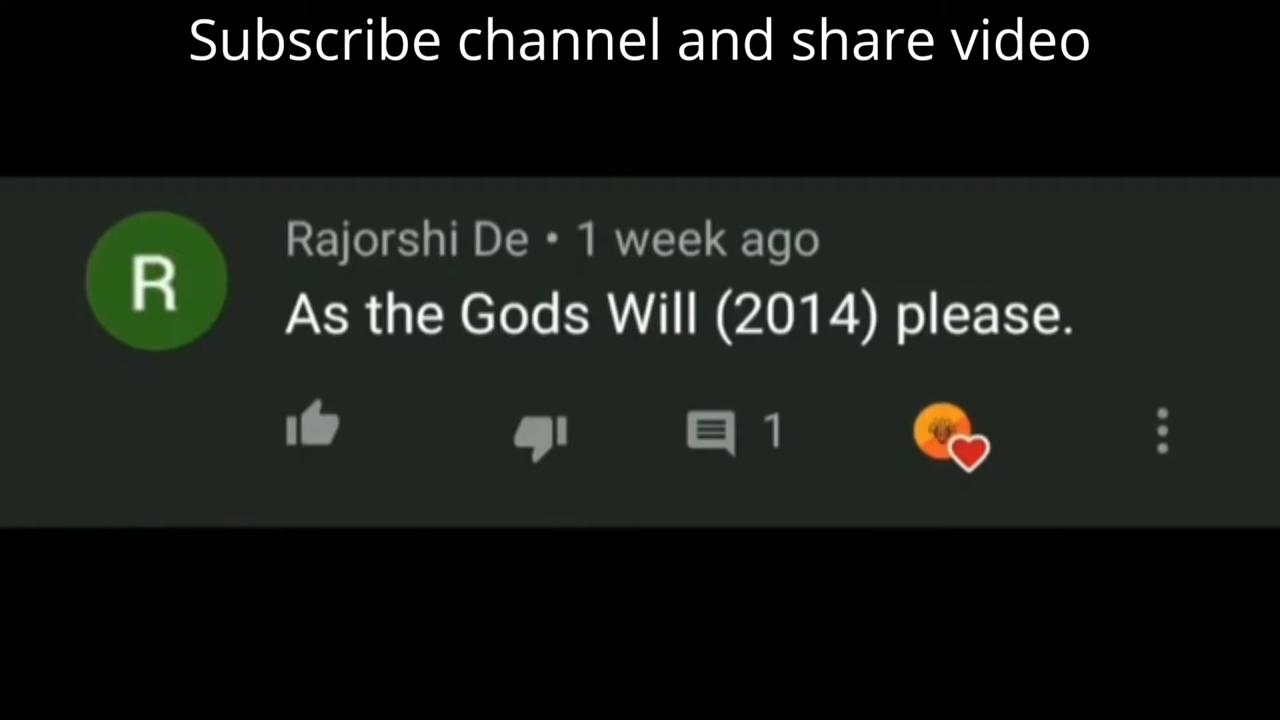 Subscribe channel and share video
Rajorshi De • 1 week ago
R
As the Gods Will (2014) please.
1